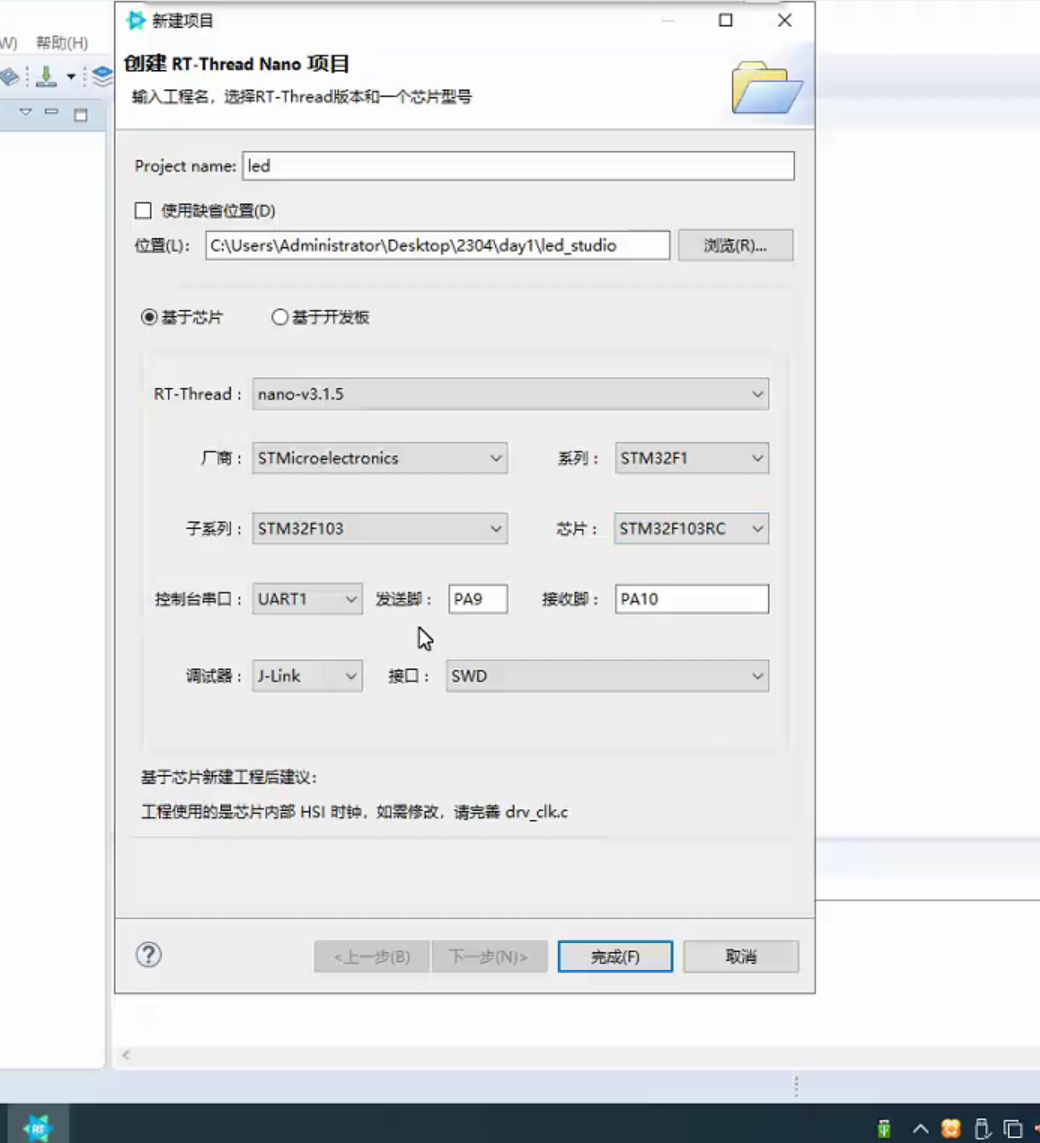 新建项目
W) 帮助(H)
创建 RT-Thread Nano 项目
输入工程名，选择RT-Thread版本和一个芯片型号
Project name: led
使用缺省位置(D)
位置(L): C:\Users\Administrator\Desktop\2304\day1\led_studio 浏览(R)...
基于芯片 基于开发板
RT-Thread : nano-v3.1.5
厂商 : STMicroelectronics 系列 : STM32F1
子系列 : STM32F103 芯片 : STM32F103RC
控制台串口 : UART1 发送脚 : PA9 接收脚 : PA10
调试器 : J-Link 接口 : SWD
基于芯片新建工程后建议:
工程使用的是芯片内部 HSI 时钟，如需修改，请完善 drv_clk.c
? <上一步(B) 下一步(N)> 完成(F) 取消
RT